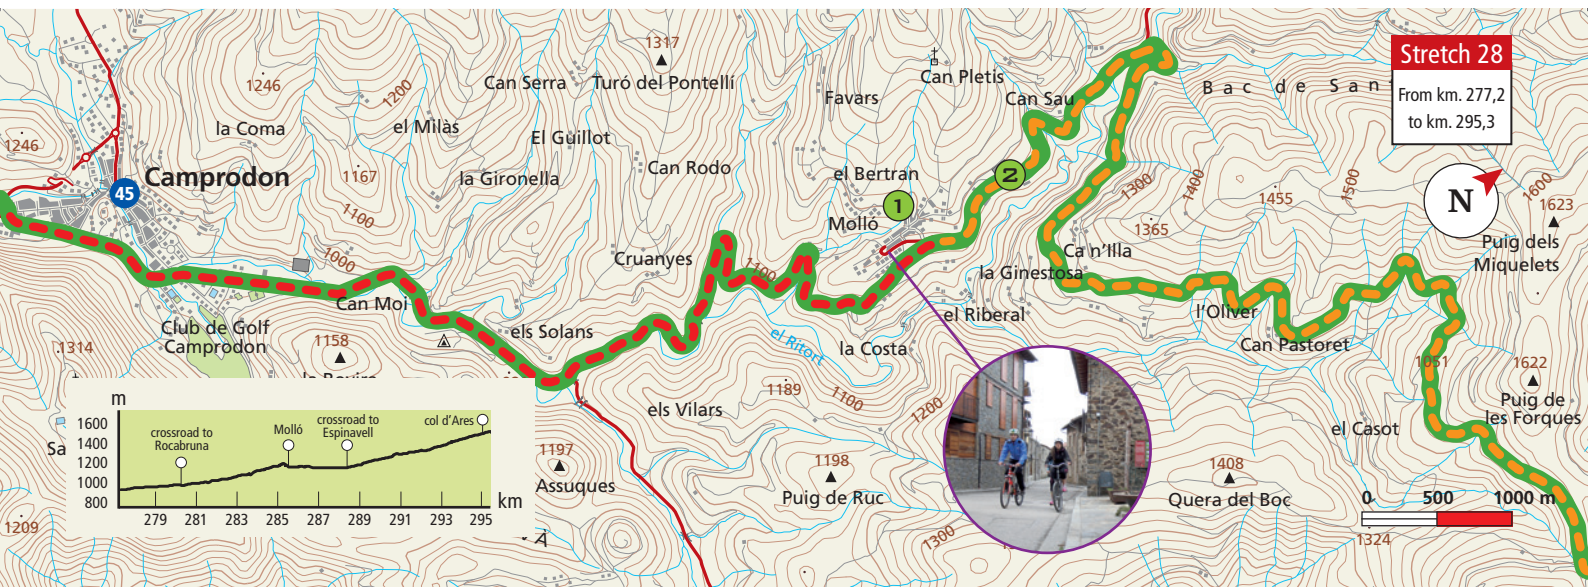 1317
Can Serra
Turó del Pontellí
1246
1200
Can Pletis
Favars
Can Sau
Bac de San
Stretch 28
From km. 277,2
to km. 295,3
la Coma
el Milàs
El Guillot
1246
Can Rodo
Camprodon
45
1167
la Gironella
el Bertran
2
1
1300
1400
1455
1500
N
1600
1623
1100
Molló
1365
Puig dels
Miquelets
1000
Cruanyes
1100
Ca n'Illa
la Ginestosa
Can Moi
el Riberal
l'Oliver
Club de Golf
Camprodon
els Solans
el Ritort
la Costa
Can Pastoret
1314
1158
1051
1622
1189
1100
1200
els Vilars
Puig de
les Forques
el Casot
m
1600
1400
1200
1000
800
crossroad to
Rocabruna
Molló
crossroad to
Espinavell
col d'Ares
279
281
283
285
287
289
291
293
295
km
Sa
1197
Assuques
1198
Puig de Ruc
1408
Quera del Boc
0
500
1000 m
1209
1300
1324
A